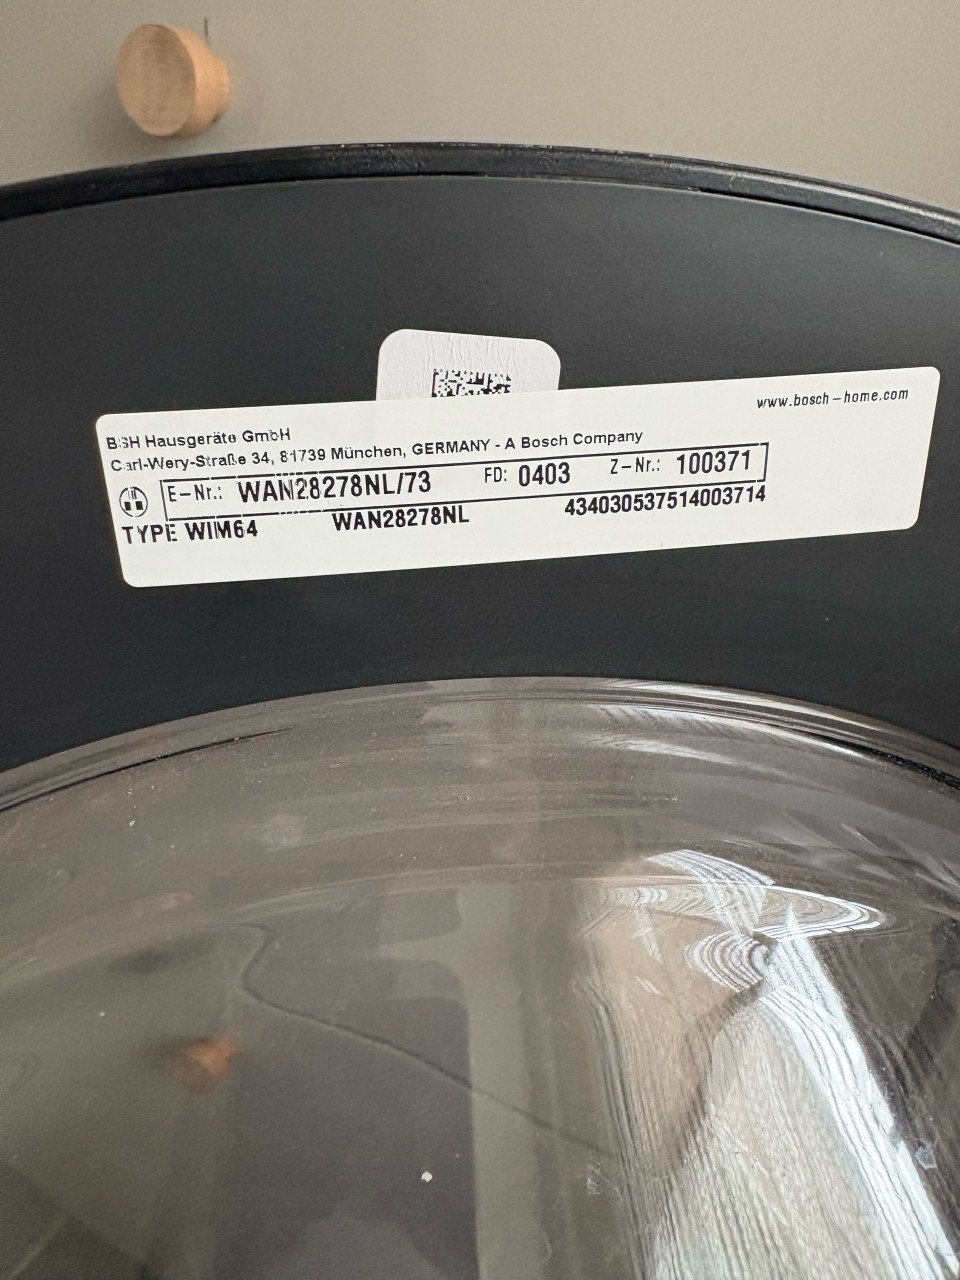 www.bosch-home.com
BSH Hausgeräte GmbH
Carl-Wery-Straße 34, 81739 München, GERMANY - A Bosch Company
E-Nr.: WAN28278NL/73 FD: 0403 Z-Nr.: 100371
TYPE WIM64 WAN28278NL 434030537514003714